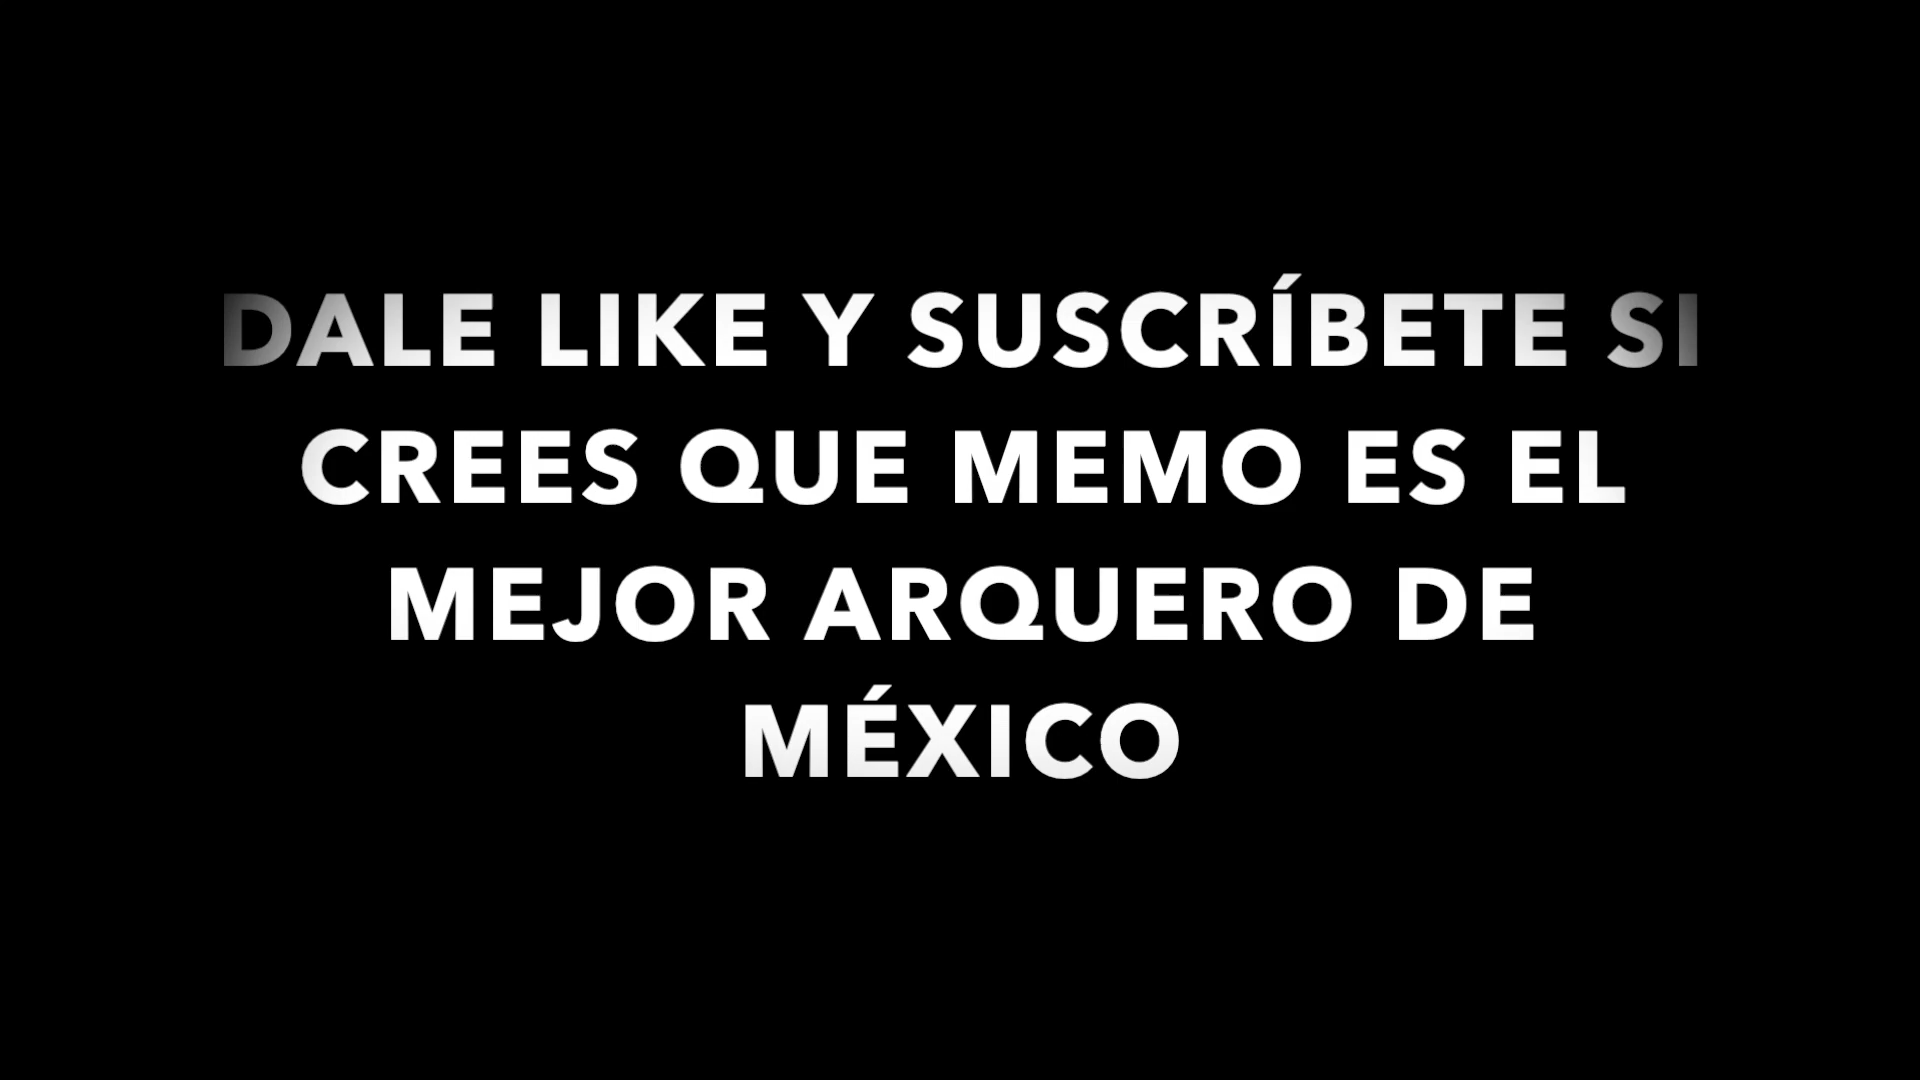 DALE LIKE Y SUSCRÍBETE SI
CREES QUE MEMO ES EL
MEJOR ARQUERO DE
MÉXICO